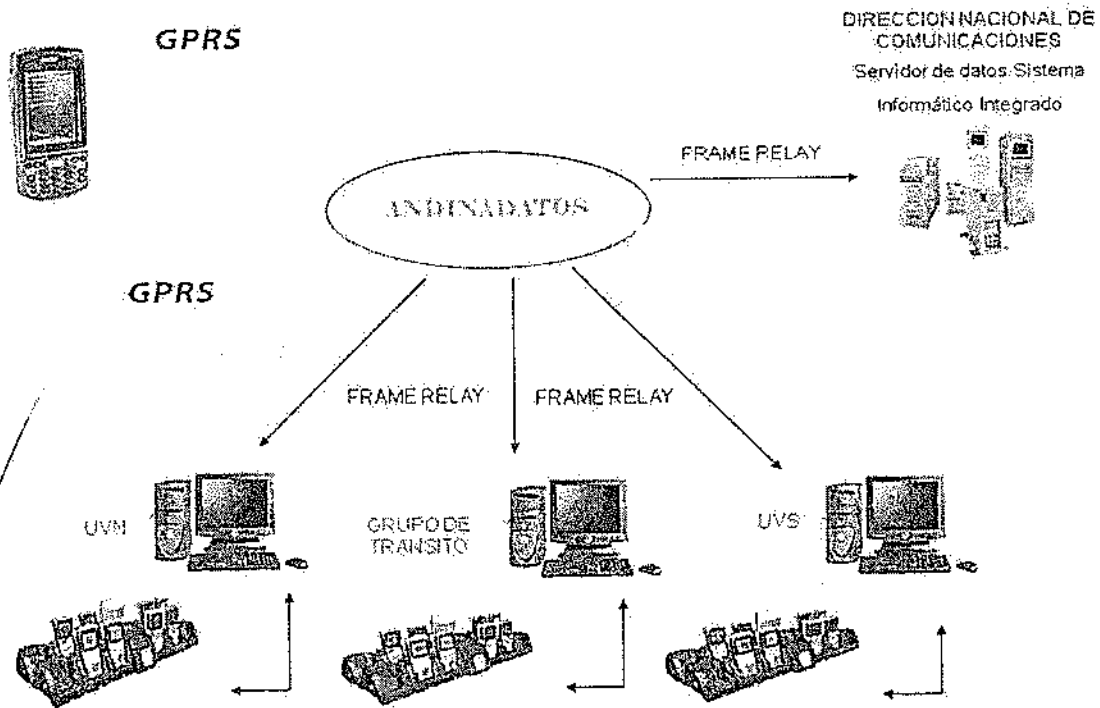 GPRS
DIRECCION NACIONAL DE
COMUNICACIONES
Servidor de datos Sistema
Informático Integrado
FRAME RELAY
ANDINADATOS
GPRS
FRAME RELAY
FRAME RELAY
UVN
GRUPO DE
TRANSITO
UVS